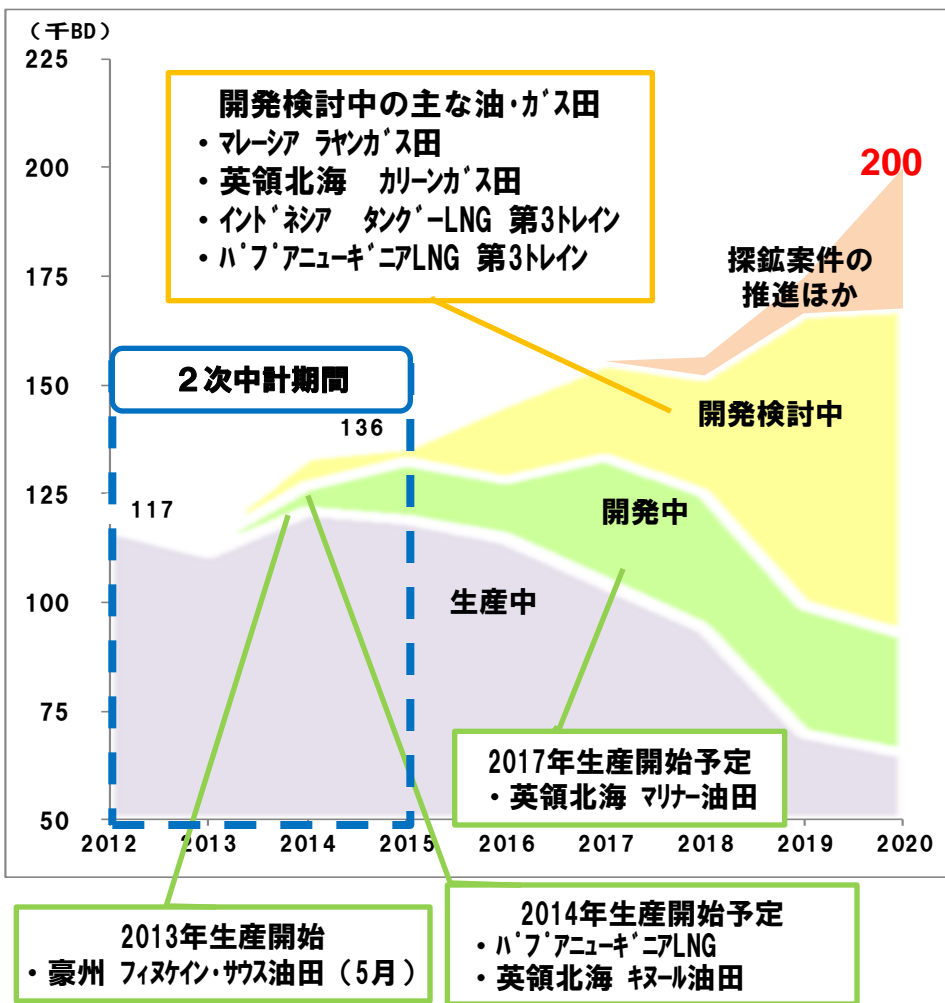 （千BD）
225
200
175
150
125
100
75
50
開発検討中の主な油・ガス田
・マレーシア ラヤンガス田
・英領北海 カリーンガス田
・インドネシア タングーLNG 第3トレイン
・パプアニューギニアLNG 第3トレイン
200
探鉱案件の
推進ほか
２次中計期間
136
117
開発検討中
開発中
生産中
2017年生産開始予定
・英領北海 マリナー油田
2012 2013 2014 2015 2016 2017 2018 2019 2020
2013年生産開始
・豪州 フィヌケイン・サウス油田（5月）
2014年生産開始予定
・パプアニューギニアLNG
・英領北海 キヌール油田